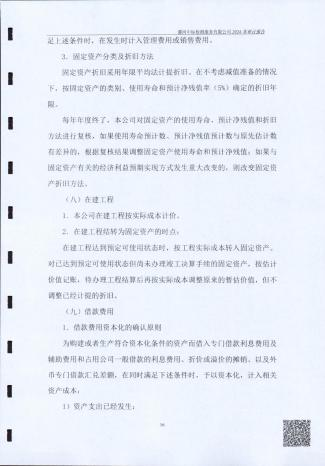 漯河中标检测服务有限公司 2024 年审计报告
足上述条件时，在发生时计入管理费用或销售费用。
3．固定资产分类及折旧方法
固定资产折旧采用年限平均法计提折旧。在不考虑减值准备的情况
下，按固定资产的类别、使用寿命和预计净残值率（5%）确定的折旧年
限。
每年年度终了，本公司对固定资产的使用寿命、预计净残值和折旧
方法进行复核，如果使用寿命预计数、预计净残值预计数与原先估计数
有差异的，根据复核结果调整固定资产使用寿命和预计净残值；如果与
固定资产有关的经济利益预期实现方式发生重大改变的，则改变固定资
产折旧方法。
（八）在建工程
1．本公司在建工程按实际成本计价。
2．在建工程结转为固定资产的时点：
在建工程达到预定可使用状态时，按工程实际成本转入固定资产。
对已达到预定可使用状态但尚未办理竣工决算手续的固定资产，按估计
价值记账，待办理工程结算后再按实际成本调整原来的暂估价值，但不
调整已经计提的折旧。
（九）借款费用
1．借款费用资本化的确认原则
为购建或者生产符合资本化条件的资产而借入专门借款利息费用及
辅助费用和占用公司一般借款的利息费用、折价或溢价的摊销、以及外
币专门借款汇兑差额，在同时满足下述条件时，予以资本化，计入相关
资产成本：
1）资产支出已经发生；